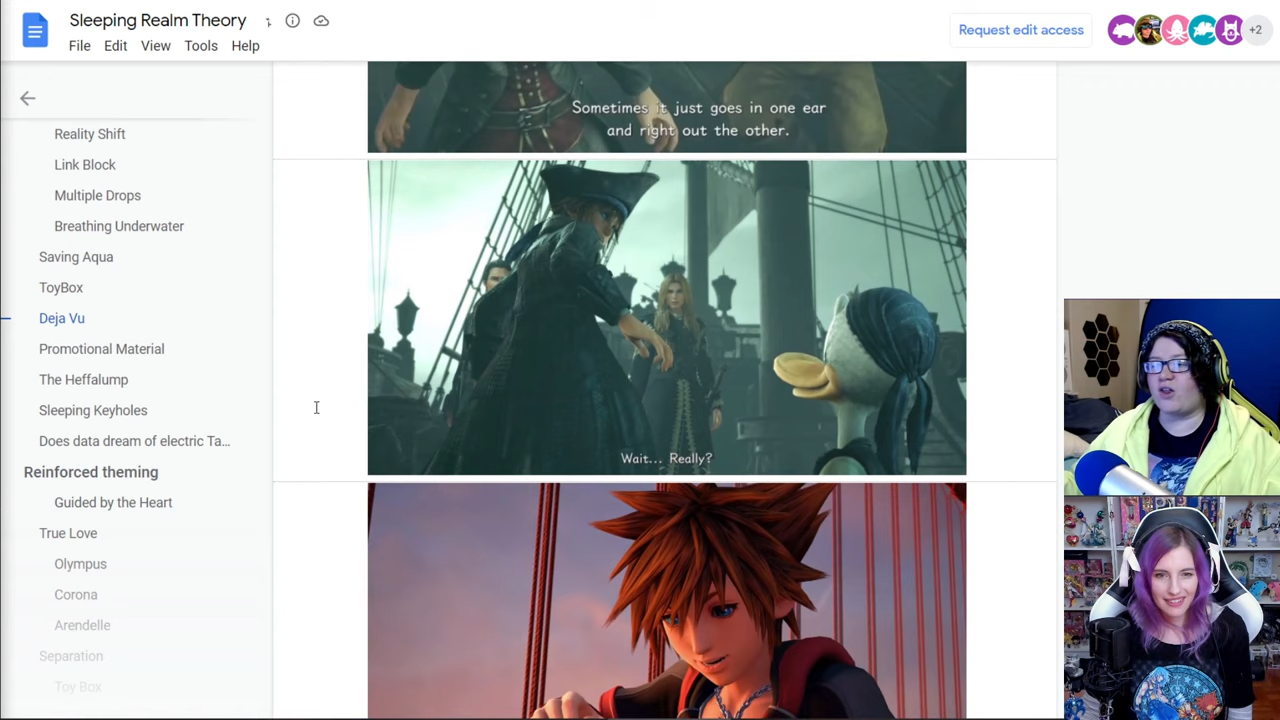 Sleeping Realm Theory
File Edit View Tools Help
Request edit access
+2
Reality Shift
Link Block
Multiple Drops
Breathing Underwater
Saving Aqua
ToyBox
Deja Vu
Promotional Material
The Heffalump
Sleeping Keyholes
Does data dream of electric Ta...
Reinforced theming
Guided by the Heart
True Love
Olympus
Corona
Arendelle
Separation
Toy Box
Sometimes it just goes in one ear
and right out the other.
Wait... Really?